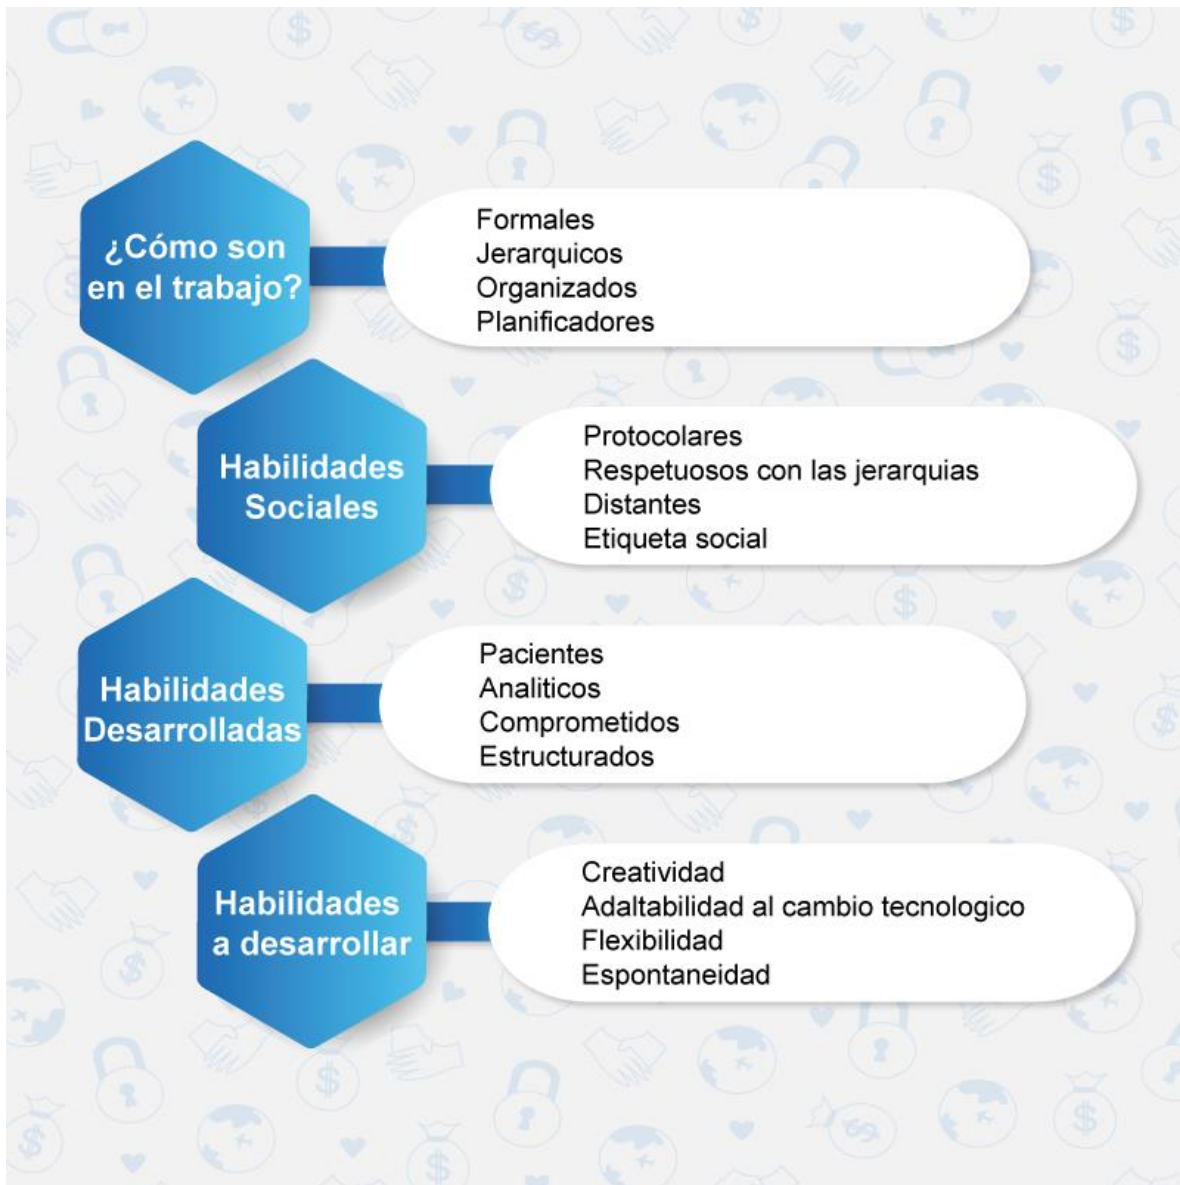 ¿Cómo son
en el trabajo?
Formales
Jerarquicos
Organizados
Planificadores
Habilidades
Sociales
Protocolares
Respetuosos con las jerarquias
Distantes
Etiqueta social
Habilidades
Desarrolladas
Pacientes
Analiticos
Comprometidos
Estructurados
Habilidades
a desarrollar
Creatividad
Adaltabilidad al cambio tecnologico
Flexibilidad
Espontaneidad